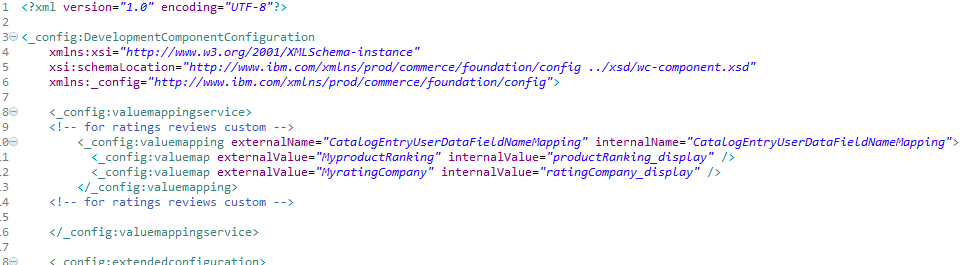 1 <?xml version="1.0" encoding="UTF-8"?>
2
3 <_config:DevelopmentComponentConfiguration
4 xmlns:xsi="http://www.w3.org/2001/XMLSchema-instance"
5 xsi:schemaLocation="http://www.ibm.com/xmlns/prod/commerce/foundation/config ../xsd/wc-component.xsd"
6 xmlns:_config="http://www.ibm.com/xmlns/prod/commerce/foundation/config">
7
8 <_config:valuemappingservice>
9 <!-- for ratings reviews custom -->
0 <_config:valuemapping externalName="CatalogEntryUserDataFieldNameMapping" internalName="CatalogEntryUserDataFieldNameMapping">
1 <_config:valuemap externalValue="MyproductRanking" internalValue="productRanking_display" />
2 <_config:valuemap externalValue="MyratingCompany" internalValue="ratingCompany_display" />
3 </_config:valuemapping>
4 <!-- for ratings reviews custom -->
5
6 </_config:valuemappingservice>
7
8 <_config:extendedconfiguration>